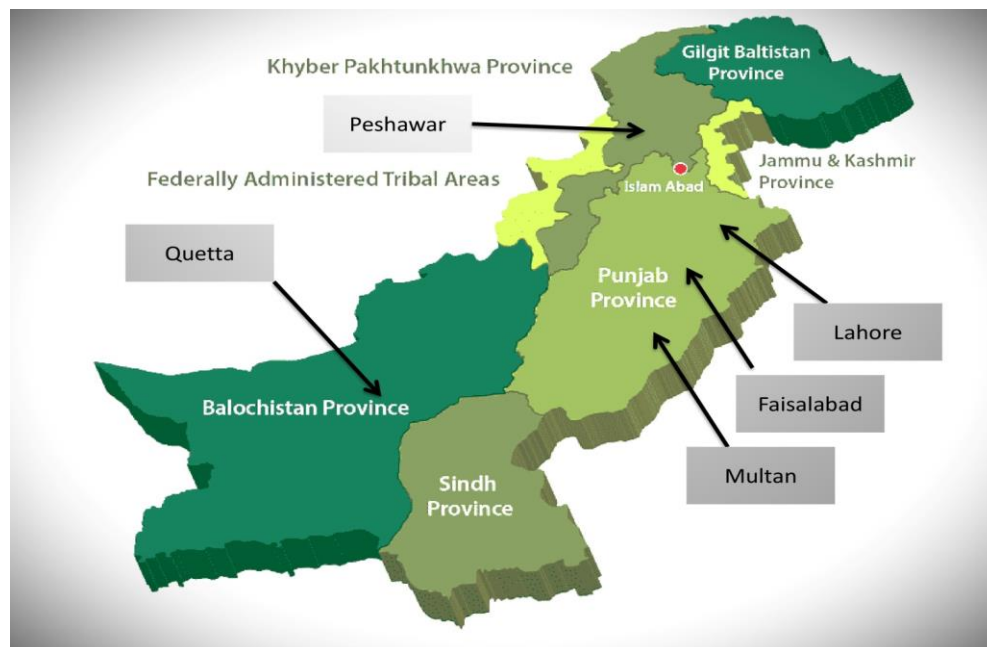 Gilgit Baltistan
Province
Khyber Pakhtunkhwa Province
Peshawar
Jammu & Kashmir
Province
Federally Administered Tribal Areas
Islam Abad
Quetta
Punjab
Province
Lahore
Faisalabad
Balochistan Province
Multan
Sindh
Province